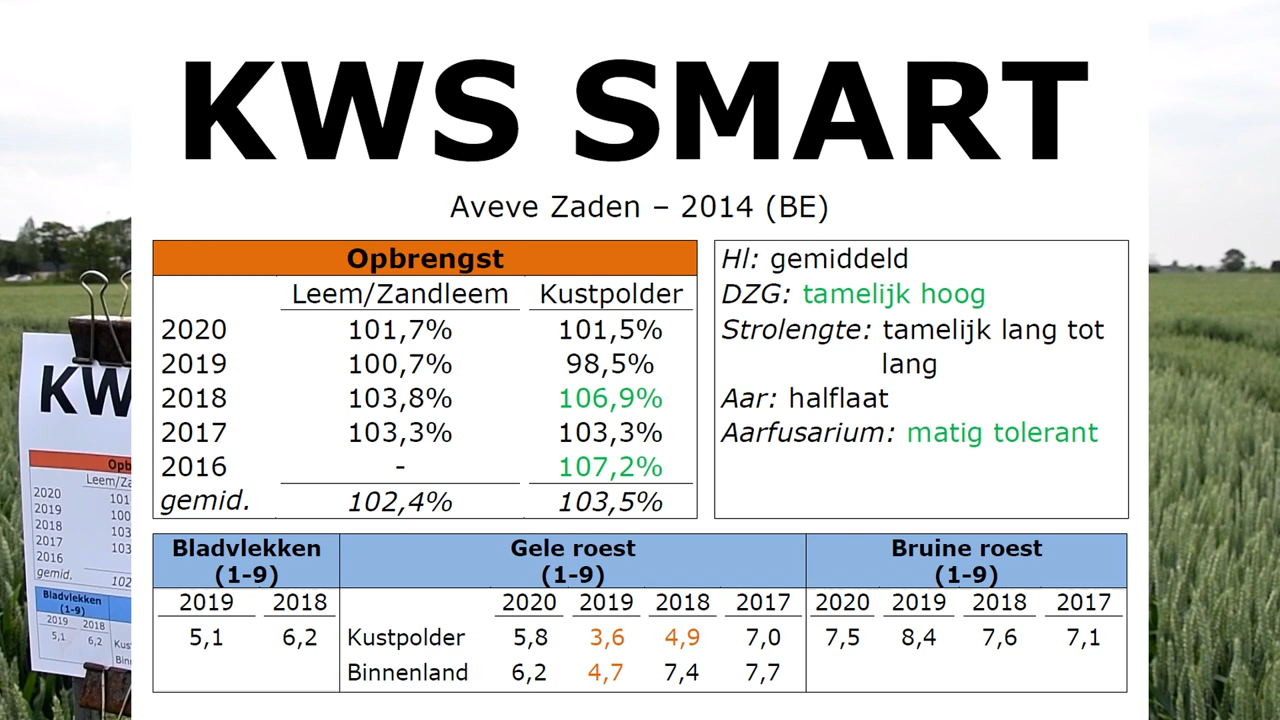 KWS SMART
Aveve Zaden – 2014 (BE)
Opbrengst
Leem/Zandleem Kustpolder
2020 101,7% 101,5%
2019 100,7% 98,5%
2018 103,8% 106,9%
2017 103,3% 103,3%
2016 - 107,2%
gemid. 102,4% 103,5%
Hl: gemiddeld
DZG: tamelijk hoog
Strolengte: tamelijk lang tot
lang
Aar: halflaat
Aarfusarium: matig tolerant
Bladvlekken Gele roest Bruine roest
(1-9) (1-9) (1-9)
2019 2018 2020 2019 2018 2017 2020 2019 2018 2017
5,1 6,2 Kustpolder 5,8 3,6 4,9 7,0 7,5 8,4 7,6 7,1
Binnenland 6,2 4,7 7,4 7,7
KW
Opb
Leem/Za
2020 101
2019 100
2018 103
2017 103
2016
gemid. 102
Bladvlekken
(1-9)
2019 2018
5,1 6,2 Kus
Bin